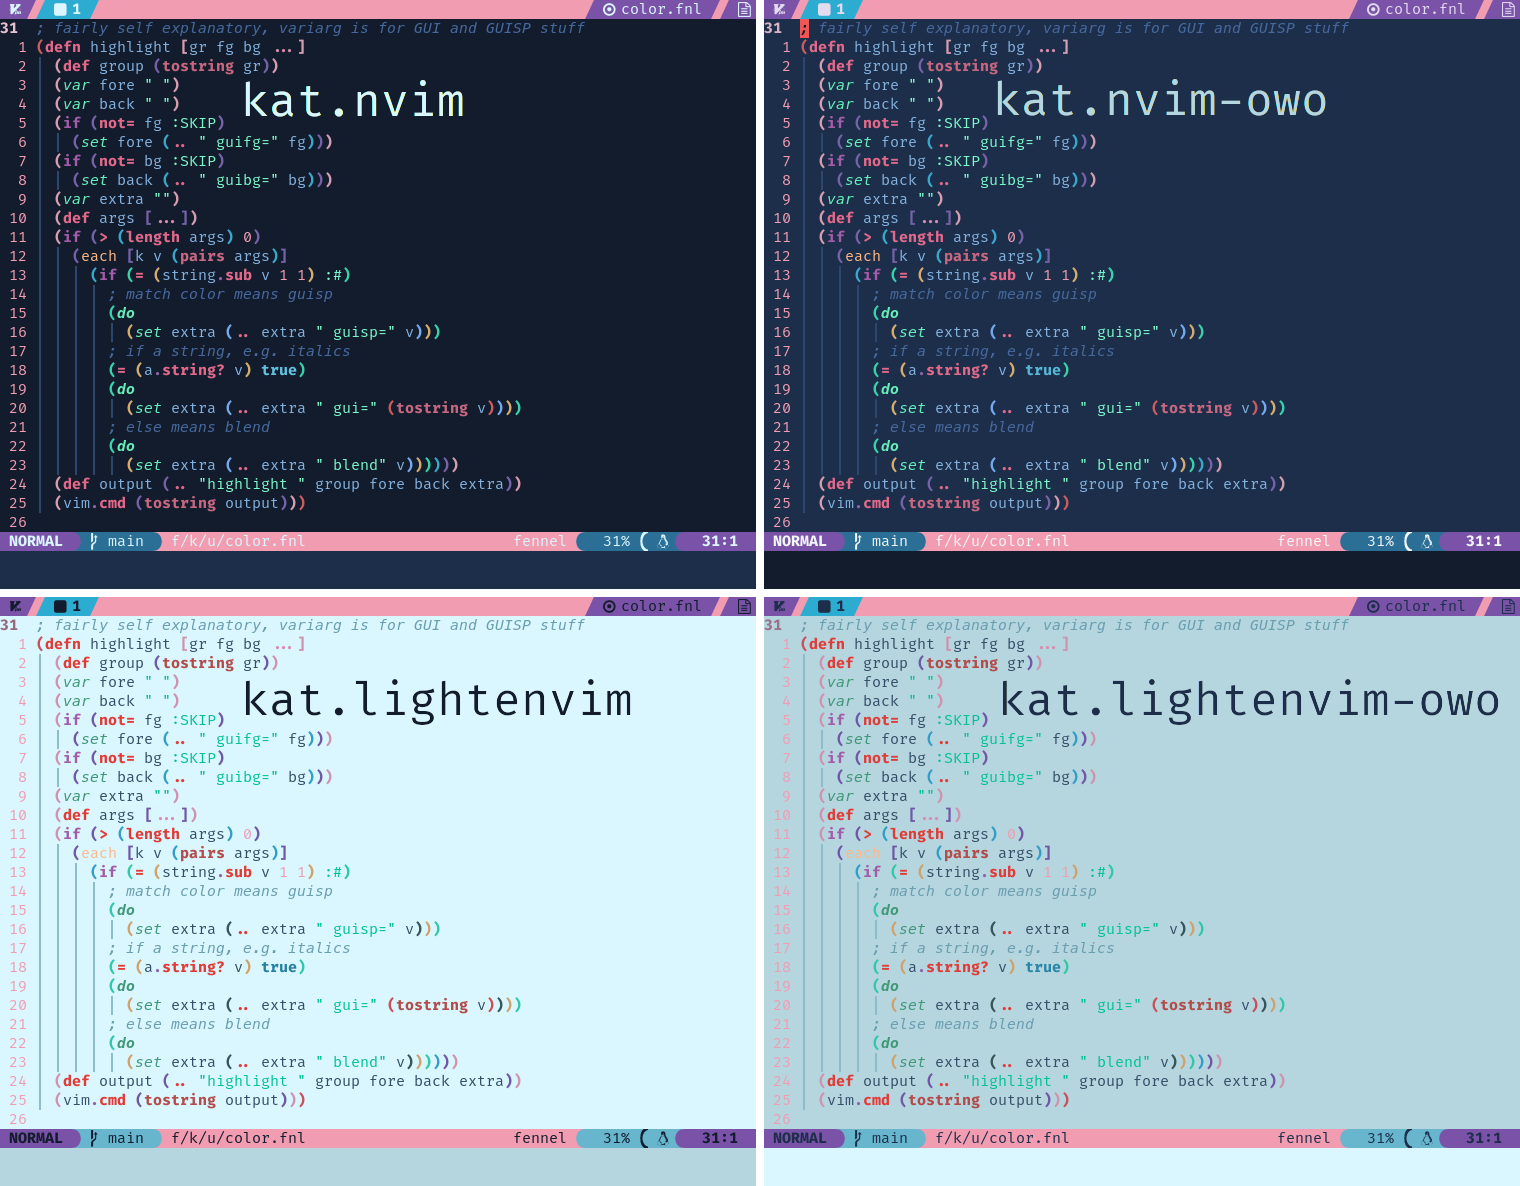 1 color.fnl
31 ; fairly self explanatory, variarg is for GUI and GUISP stuff
1 (defn highlight [gr fg bg ...]
2 (def group (tostring gr))
3 (var fore " ")
4 (var back " ")
kat.nvim
5 (if (not= fg :SKIP)
6 (set fore (.. " guifg=" fg)))
7 (if (not= bg :SKIP)
8 (set back (.. " guibg=" bg)))
9 (var extra "")
10 (def args [...])
11 (if (> (length args) 0)
12 (each [k v (pairs args)]
13 (if (= (string.sub v 1 1) :#)
14 ; match color means guisp
15 (do
16 (set extra (.. extra " guisp=" v)))
17 ; if a string, e.g. italics
18 (= (a.string? v) true)
19 (do
20 (set extra (.. extra " gui=" (tostring v))))
21 ; else means blend
22 (do
23 (set extra (.. extra " blend" v))))))
24 (def output (.. "highlight " group fore back extra))
25 (vim.cmd (tostring output)))
26
NORMAL main f/k/u/color.fnl fennel 31% 31:1
1 color.fnl
31 ; fairly self explanatory, variarg is for GUI and GUISP stuff
1 (defn highlight [gr fg bg ...]
2 (def group (tostring gr))
3 (var fore " ")
4 (var back " ")
kat.nvim-owo
5 (if (not= fg :SKIP)
6 (set fore (.. " guifg=" fg)))
7 (if (not= bg :SKIP)
8 (set back (.. " guibg=" bg)))
9 (var extra "")
10 (def args [...])
11 (if (> (length args) 0)
12 (each [k v (pairs args)]
13 (if (= (string.sub v 1 1) :#)
14 ; match color means guisp
15 (do
16 (set extra (.. extra " guisp=" v)))
17 ; if a string, e.g. italics
18 (= (a.string? v) true)
19 (do
20 (set extra (.. extra " gui=" (tostring v))))
21 ; else means blend
22 (do
23 (set extra (.. extra " blend" v))))))
24 (def output (.. "highlight " group fore back extra))
25 (vim.cmd (tostring output)))
26
NORMAL main f/k/u/color.fnl fennel 31% 31:1
1 color.fnl
31 ; fairly self explanatory, variarg is for GUI and GUISP stuff
1 (defn highlight [gr fg bg ...]
2 (def group (tostring gr))
3 (var fore " ")
4 (var back " ")
kat.lightenvim
5 (if (not= fg :SKIP)
6 (set fore (.. " guifg=" fg)))
7 (if (not= bg :SKIP)
8 (set back (.. " guibg=" bg)))
9 (var extra "")
10 (def args [...])
11 (if (> (length args) 0)
12 (each [k v (pairs args)]
13 (if (= (string.sub v 1 1) :#)
14 ; match color means guisp
15 (do
16 (set extra (.. extra " guisp=" v)))
17 ; if a string, e.g. italics
18 (= (a.string? v) true)
19 (do
20 (set extra (.. extra " gui=" (tostring v))))
21 ; else means blend
22 (do
23 (set extra (.. extra " blend" v))))))
24 (def output (.. "highlight " group fore back extra))
25 (vim.cmd (tostring output)))
26
NORMAL main f/k/u/color.fnl fennel 31% 31:1
1 color.fnl
31 ; fairly self explanatory, variarg is for GUI and GUISP stuff
1 (defn highlight [gr fg bg ...]
2 (def group (tostring gr))
3 (var fore " ")
4 (var back " ")
kat.lightenvim-owo
5 (if (not= fg :SKIP)
6 (set fore (.. " guifg=" fg)))
7 (if (not= bg :SKIP)
8 (set back (.. " guibg=" bg)))
9 (var extra "")
10 (def args [...])
11 (if (> (length args) 0)
12 (each [k v (pairs args)]
13 (if (= (string.sub v 1 1) :#)
14 ; match color means guisp
15 (do
16 (set extra (.. extra " guisp=" v)))
17 ; if a string, e.g. italics
18 (= (a.string? v) true)
19 (do
20 (set extra (.. extra " gui=" (tostring v))))
21 ; else means blend
22 (do
23 (set extra (.. extra " blend" v))))))
24 (def output (.. "highlight " group fore back extra))
25 (vim.cmd (tostring output)))
26
NORMAL main f/k/u/color.fnl fennel 31% 31:1